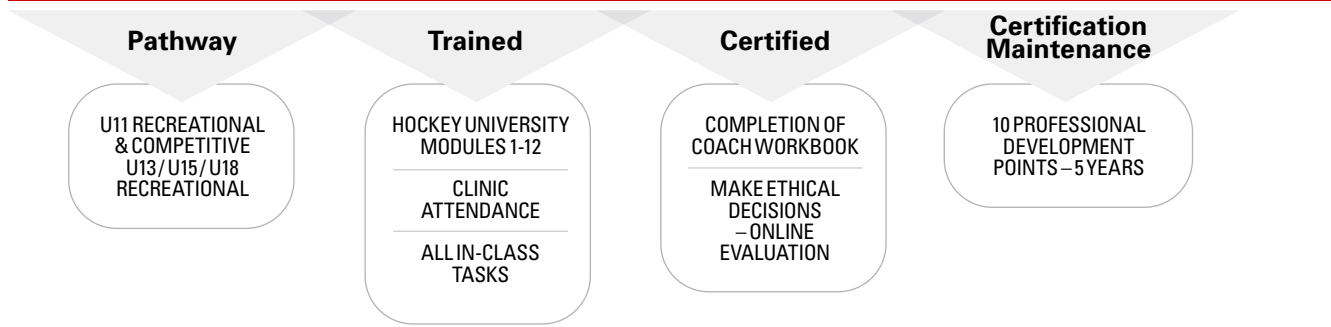 Pathway
U11 RECREATIONAL
& COMPETITIVE
U13/ U15/ U18
RECREATIONAL
Trained
HOCKEY UNIVERSITY
MODULES 1-12
CLINIC
ATTENDANCE
ALL IN-CLASS
TASKS
Certified
COMPLETION OF
COACH WORKBOOK
MAKE ETHICAL
DECISIONS
– ONLINE
EVALUATION
Certification
Maintenance
10 PROFESSIONAL
DEVELOPMENT
POINTS – 5 YEARS